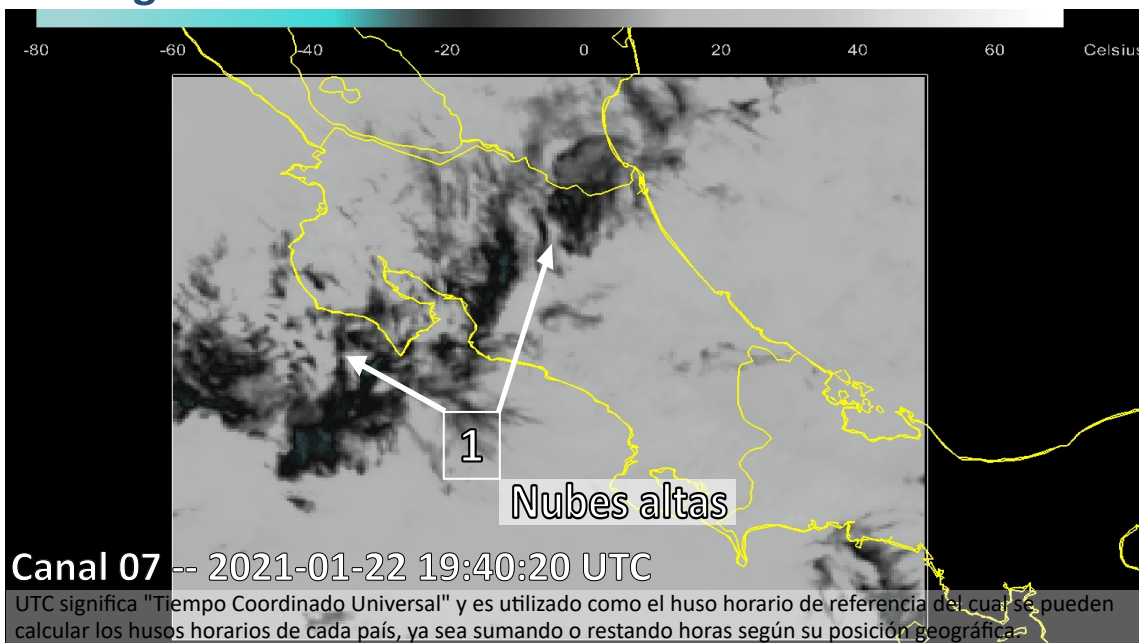 -80 -60 -40 -20 0 20 40 60 Celsius
1
Nubes altas
Canal 07 -- 2021-01-22 19:40:20 UTC
UTC significa "Tiempo Coordinado Universal" y es utilizado como el huso horario de referencia del cual se pueden
calcular los husos horarios de cada país, ya sea sumando o restando horas según su posición geográfica.